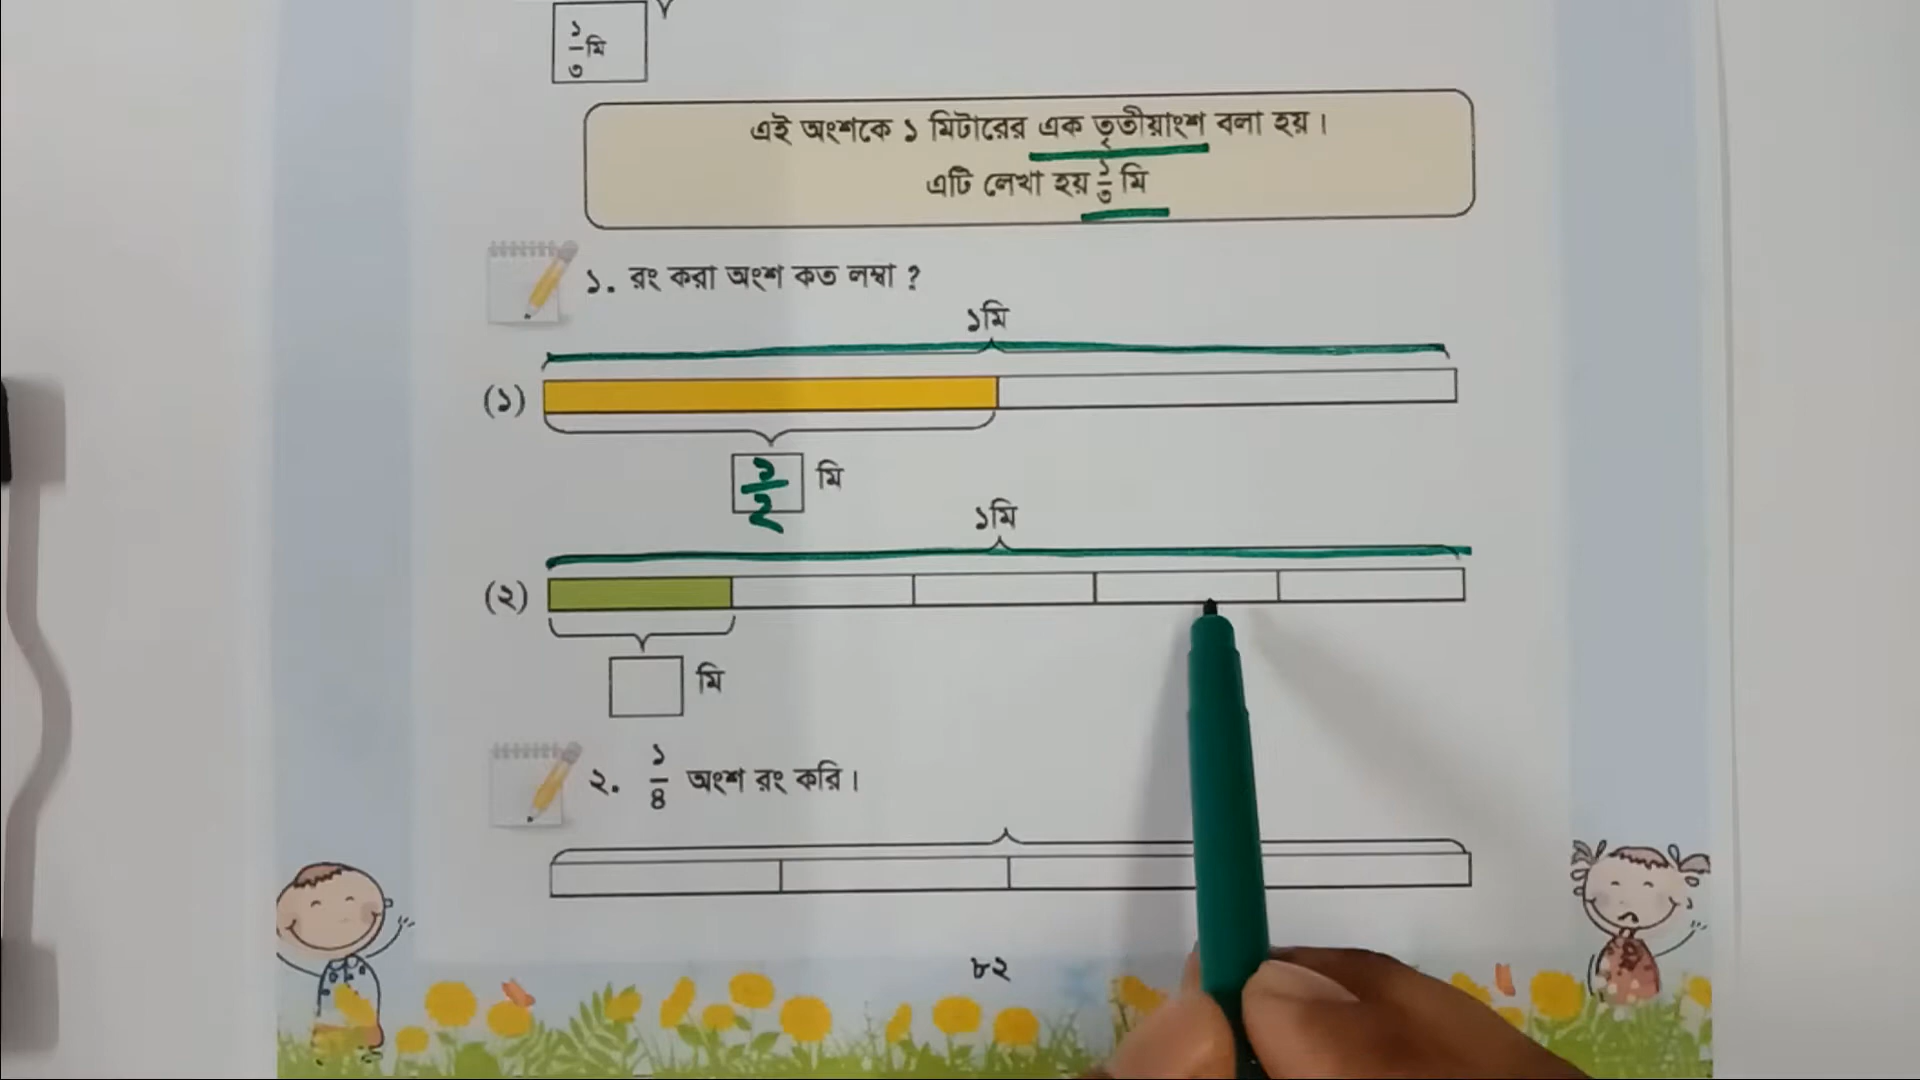 ১/৩ মি
এই অংশকে ১ মিটারের এক তৃতীয়াংশ বলা হয়।
এটি লেখা হয় ১/৩ মি
১. রং করা অংশ কত লম্বা ?
১মি
(১)
১/২ মি
১মি
(২)
মি
২. ১/৪ অংশ রং করি।
৮২